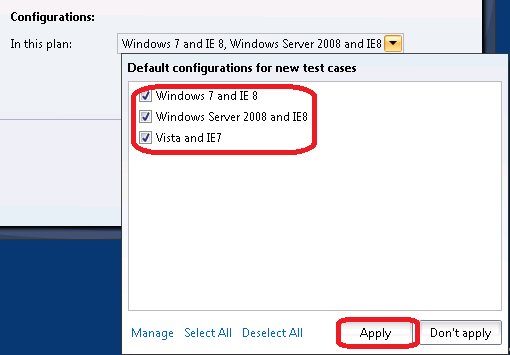 Configurations:
In this plan: Windows 7 and IE 8, Windows Server 2008 and IE8
Default configurations for new test cases
Windows 7 and IE 8
Windows Server 2008 and IE8
Vista and IE7
Manage Select All Deselect All Apply Don't apply